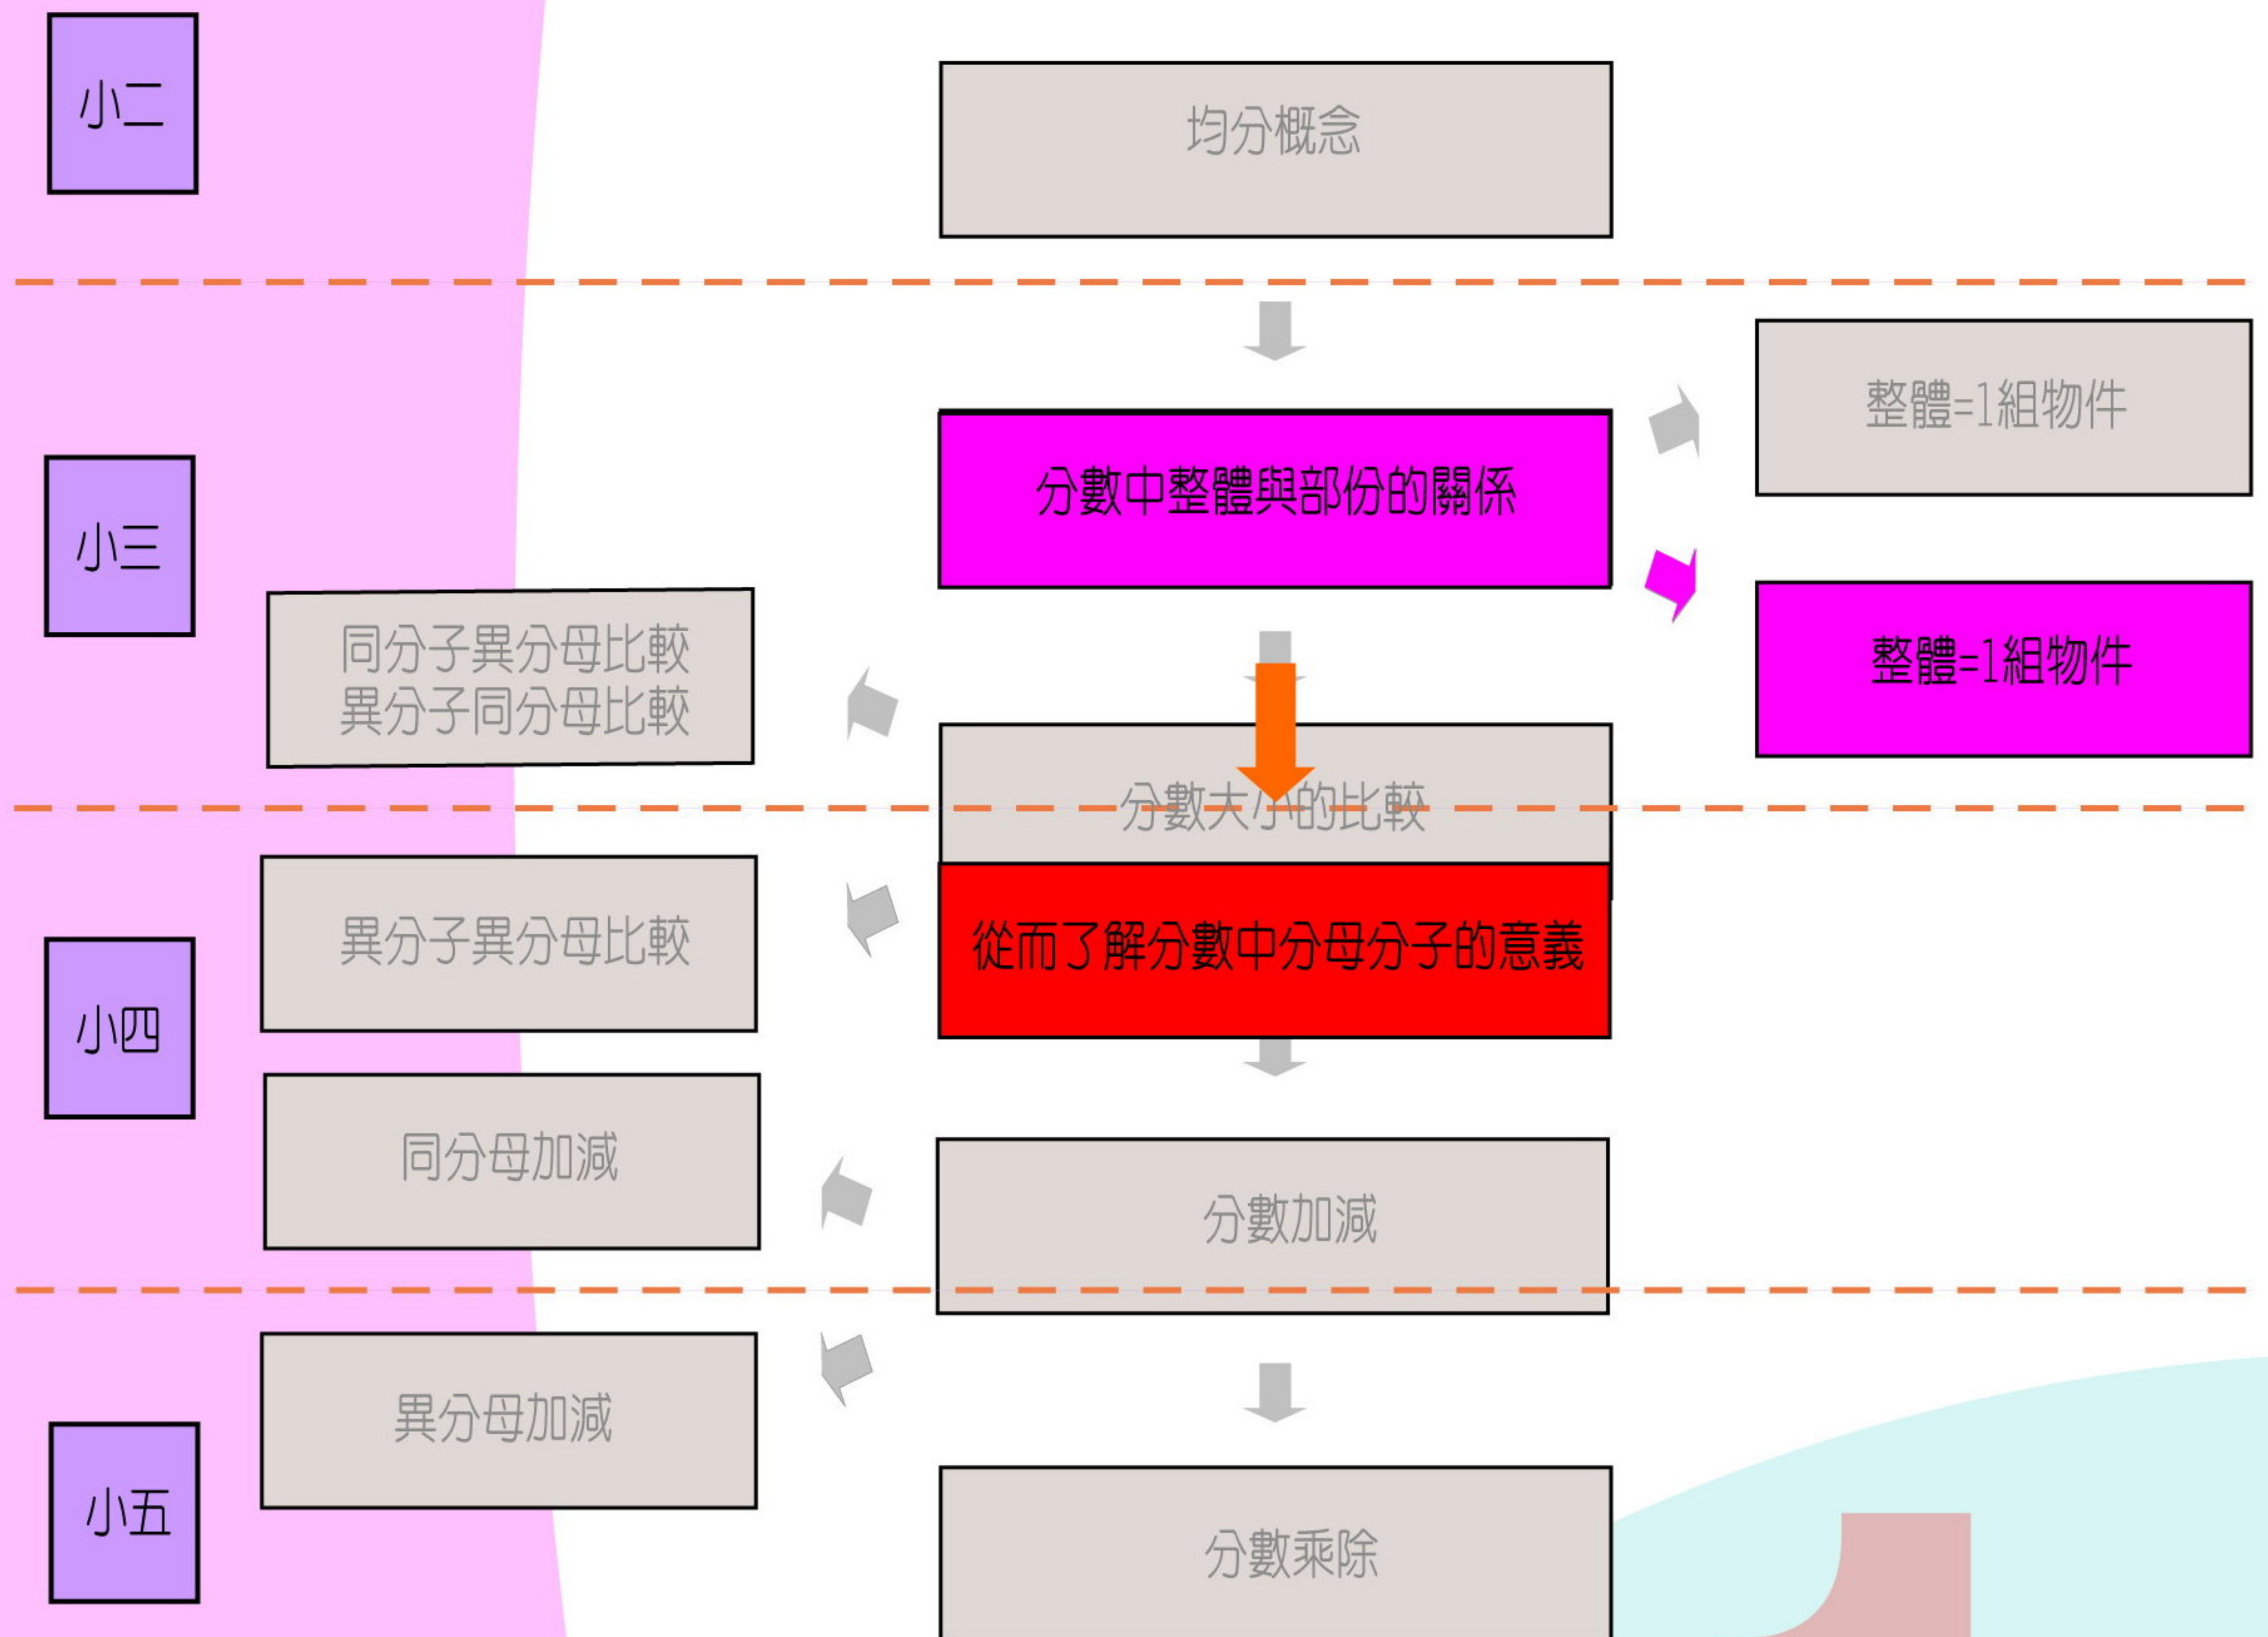 小二
均分概念
整體=1組物件
分數中整體與部份的關係
小三
整體=1組物件
同分子異分母比較
異分子同分母比較
分數大小的比較
異分子異分母比較
從而了解分數中分母分子的意義
小四
同分母加減
分數加減
異分母加減
小五
分數乘除